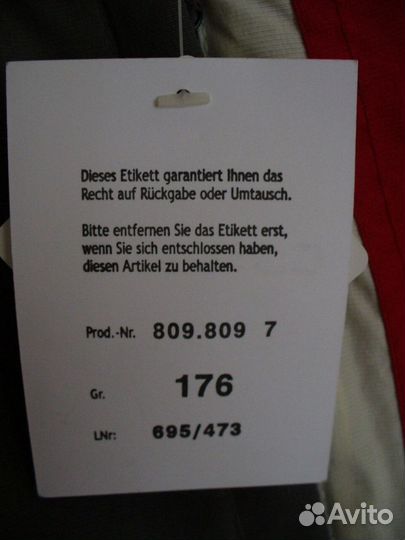 Dieses Etikett garantiert Ihnen das
Recht auf Rückgabe oder Umtausch.
Bitte entfernen Sie das Etikett erst,
wenn Sie sich entschlossen haben,
diesen Artikel zu behalten.
Prod.-Nr. 809.809 7
Gr. 176
LNr: 695/473
Avito